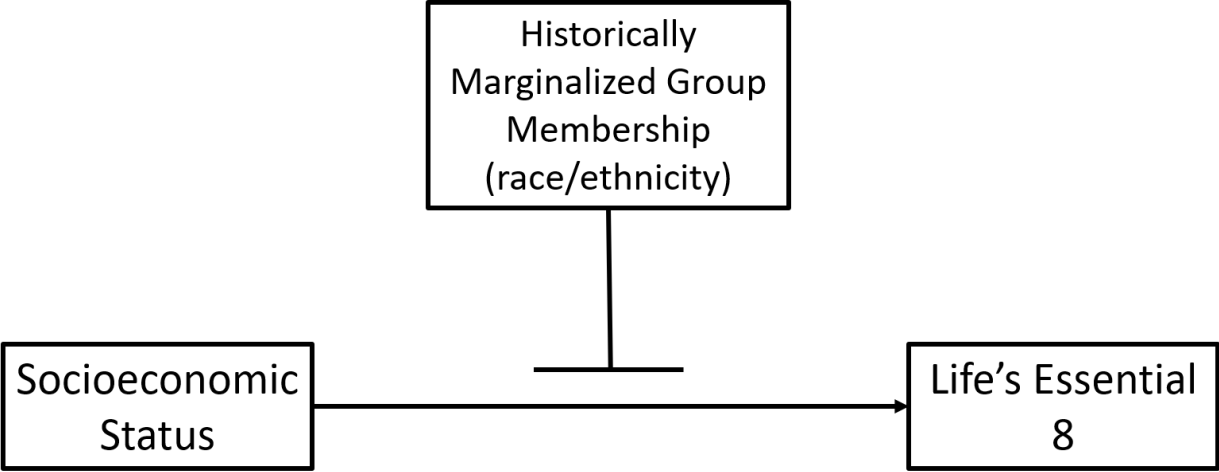 Historically
Marginalized Group
Membership
(race/ethnicity)
Socioeconomic
Status
Life’s Essential
8